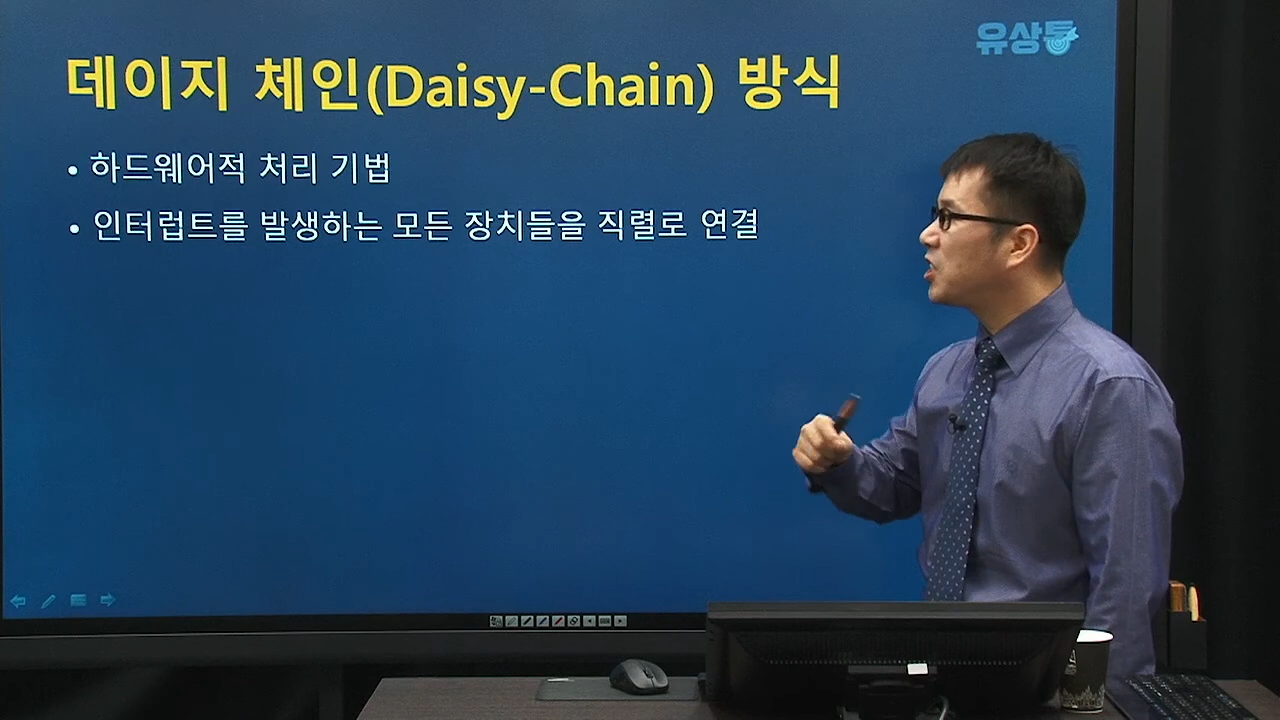 유상통
데이지 체인(Daisy-Chain) 방식
• 하드웨어적 처리 기법
• 인터럽트를 발생하는 모든 장치들을 직렬로 연결